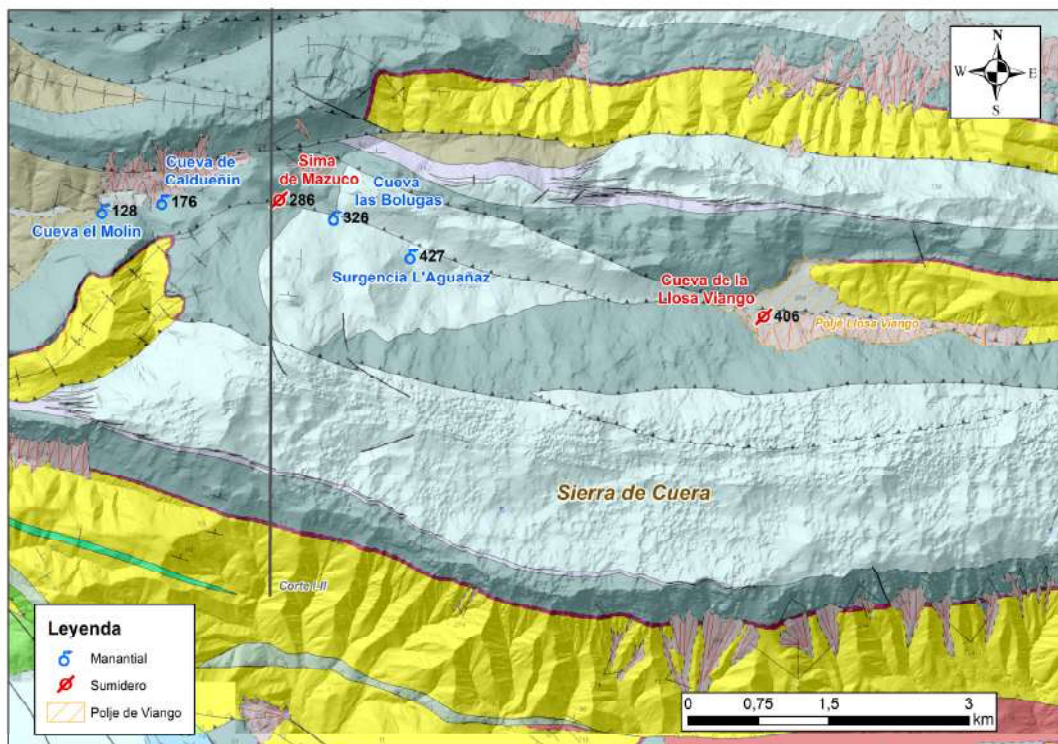 N
W E
S
Cueva de
Caldueñin
Sima
de Mazuco
Cueva
las Bolugas
176
286
128
326
Cueva el Molin
427
Surgencia L'Aguañaz
Cueva de la
Llosa Viango
406
Polje Llosa Viango
Sierra de Cuera
Corte I-II
Leyenda
Manantial
Sumidero
Polje de Viango
0 0,75 1,5 3
km